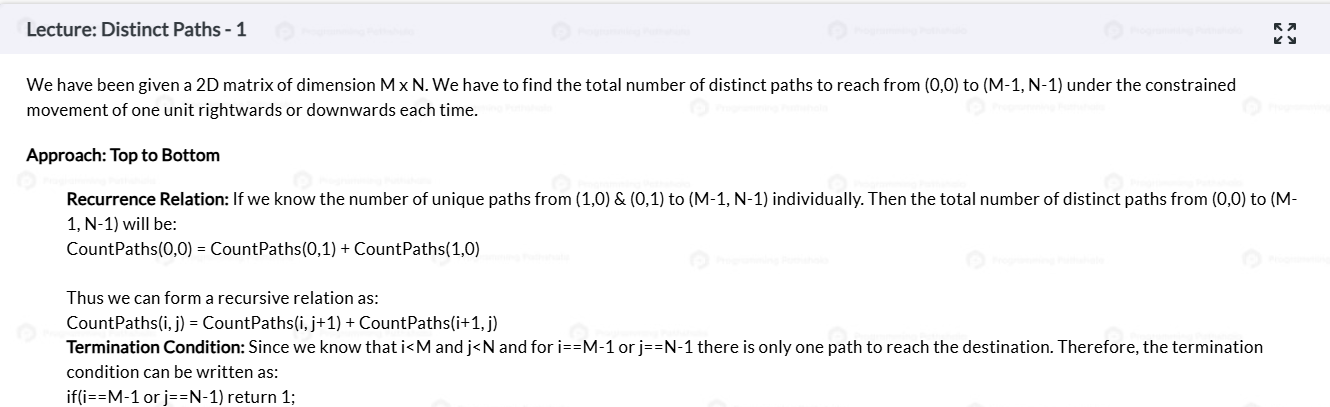 Lecture: Distinct Paths - 1
We have been given a 2D matrix of dimension M x N. We have to find the total number of distinct paths to reach from (0,0) to (M-1, N-1) under the constrained
movement of one unit rightwards or downwards each time.
Approach: Top to Bottom
Recurrence Relation: If we know the number of unique paths from (1,0) & (0,1) to (M-1, N-1) individually. Then the total number of distinct paths from (0,0) to (M-
1, N-1) will be:
CountPaths(0,0) = CountPaths(0,1) + CountPaths(1,0)
Thus we can form a recursive relation as:
CountPaths(i, j) = CountPaths(i, j+1) + CountPaths(i+1, j)
Termination Condition: Since we know that i<M and j<N and for i==M-1 or j==N-1 there is only one path to reach the destination. Therefore, the termination
condition can be written as:
if(i==M-1 or j==N-1) return 1;